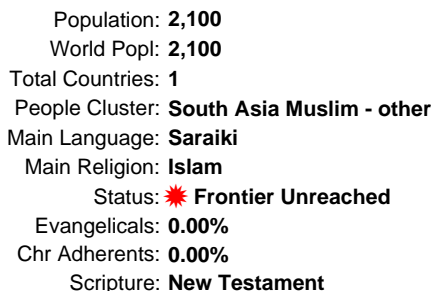 Population: 2,100
World Popl: 2,100
Total Countries: 1
People Cluster: South Asia Muslim - other
Main Language: Saraiki
Main Religion: Islam
Status: Frontier Unreached
Evangelicals: 0.00%
Chr Adherents: 0.00%
Scripture: New Testament